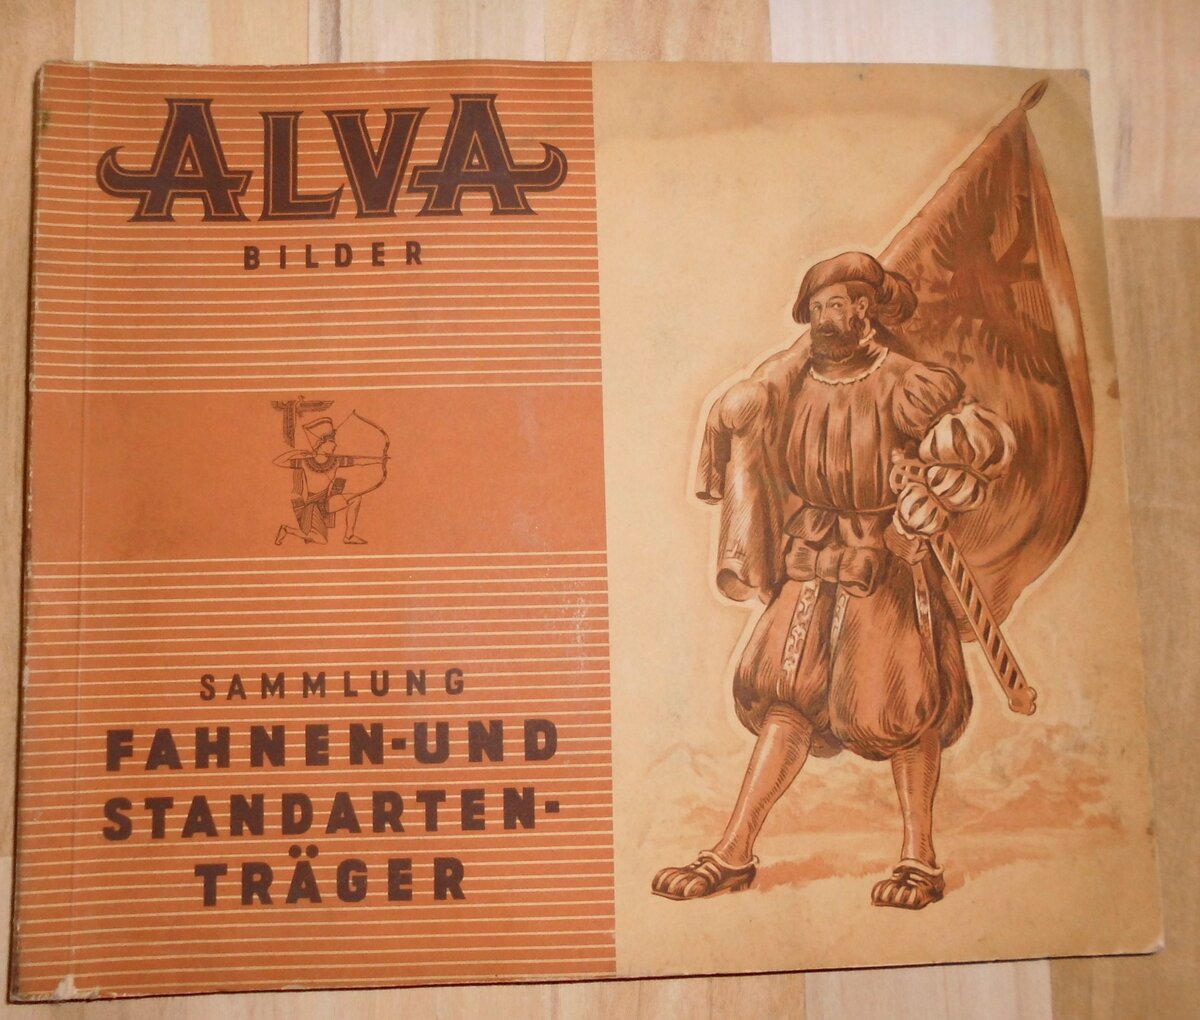 ALVA
BILDER
SAMMLUNG
FAHNEN-UND
STANDARTEN-
TRÄGER